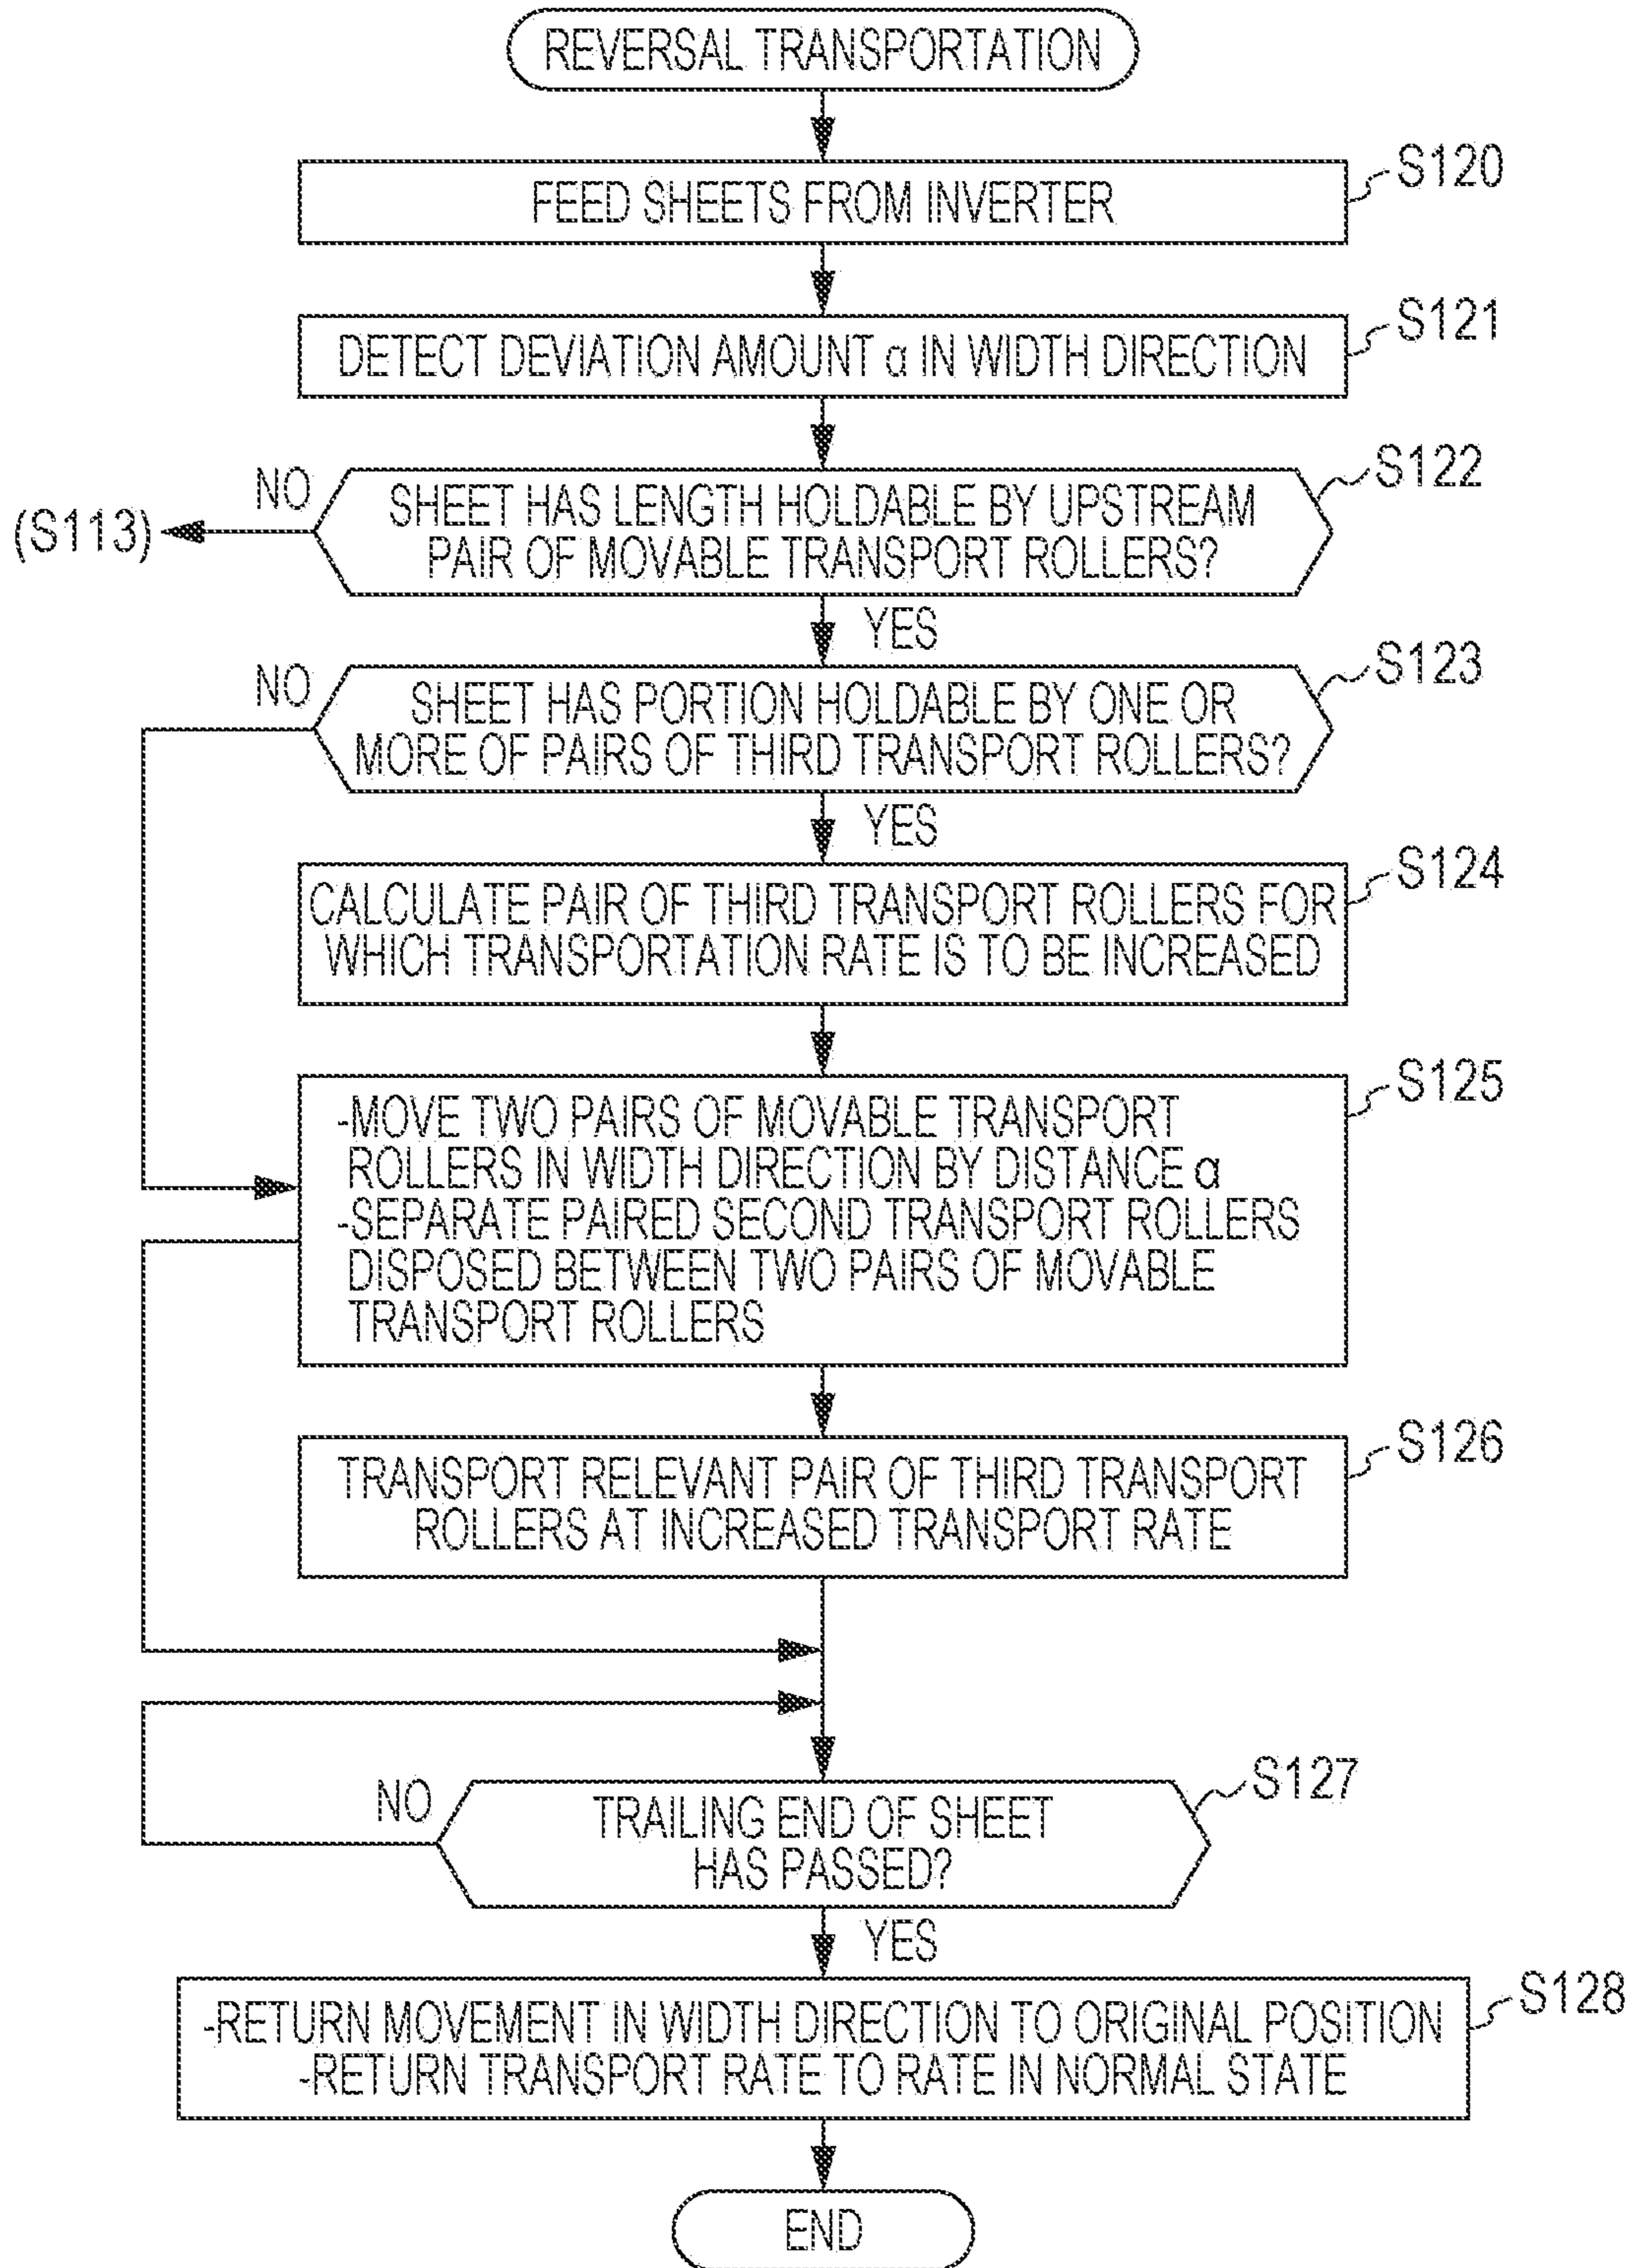 REVERSAL TRANSPORTATION
S120
FEED SHEETS FROM INVERTER
S121
DETECT DEVIATION AMOUNT α IN WIDTH DIRECTION
S122
NO
SHEET HAS LENGTH HOLDABLE BY UPSTREAM
(S113)
PAIR OF MOVABLE TRANSPORT ROLLERS?
YES
S123
NO
SHEET HAS PORTION HOLDABLE BY ONE OR
MORE OF PAIRS OF THIRD TRANSPORT ROLLERS?
YES
S124
CALCULATE PAIR OF THIRD TRANSPORT ROLLERS FOR
WHICH TRANSPORTATION RATE IS TO BE INCREASED
S125
-MOVE TWO PAIRS OF MOVABLE TRANSPORT
ROLLERS IN WIDTH DIRECTION BY DISTANCE α
-SEPARATE PAIRED SECOND TRANSPORT ROLLERS
DISPOSED BETWEEN TWO PAIRS OF MOVABLE
TRANSPORT ROLLERS
S126
TRANSPORT RELEVANT PAIR OF THIRD TRANSPORT
ROLLERS AT INCREASED TRANSPORT RATE
S127
NO
TRAILING END OF SHEET
HAS PASSED?
YES
S128
-RETURN MOVEMENT IN WIDTH DIRECTION TO ORIGINAL POSITION
-RETURN TRANSPORT RATE TO RATE IN NORMAL STATE
END